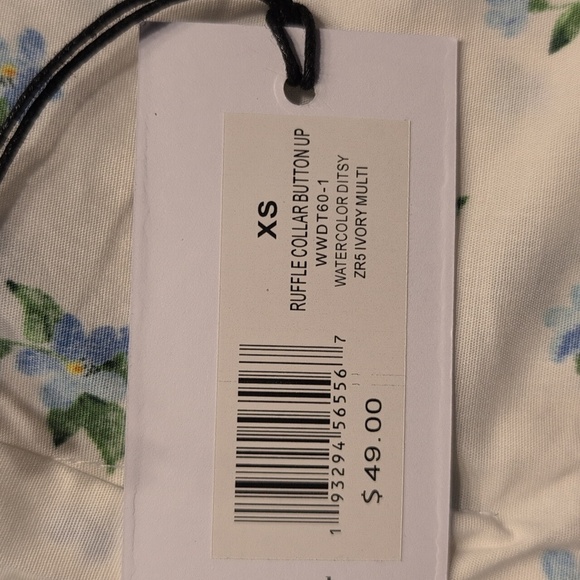 XS
RUFFLE COLLAR BUTTON UP
WWDT60-1
WATERCOLOR DITSY
ZR5 IVORY MULTI
1 93294 56556 7
$49.00